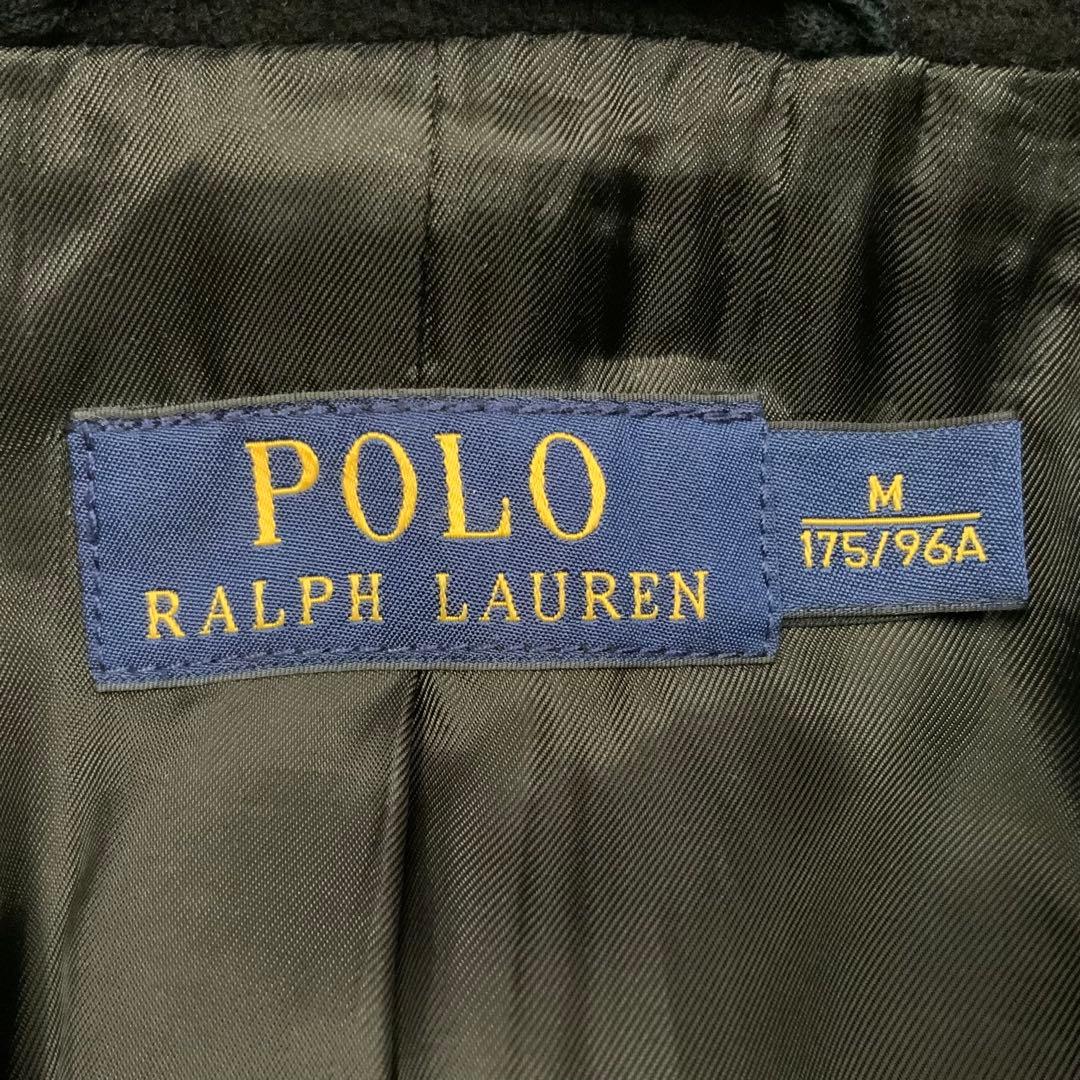 POLO
RALPH LAUREN
M
175/96A